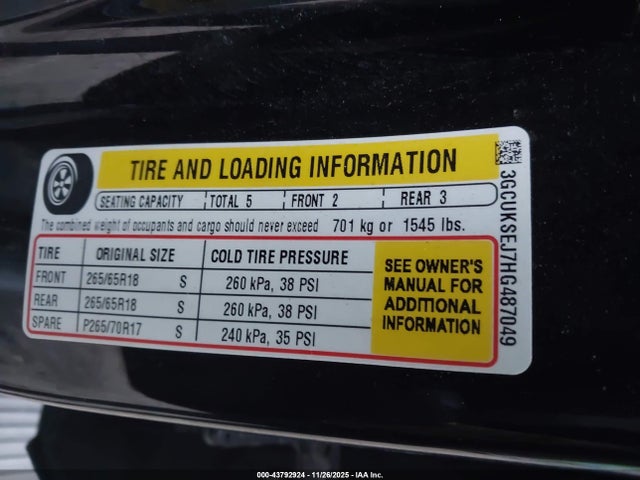 TIRE AND LOADING INFORMATION
SEATING CAPACITY TOTAL 5 FRONT 2 REAR 3
The combined weight of occupants and cargo should never exceed 701 kg or 1545 lbs.
TIRE ORIGINAL SIZE COLD TIRE PRESSURE
FRONT 265/65R18 S 260 kPa, 38 PSI
REAR 265/65R18 S 260 kPa, 38 PSI
SPARE P265/70R17 S 240 kPa, 35 PSI
SEE OWNER'S
MANUAL FOR
ADDITIONAL
INFORMATION
3GCUKSEJ7HG487049
000-43792924 - 11/26/2025 - IAA Inc.